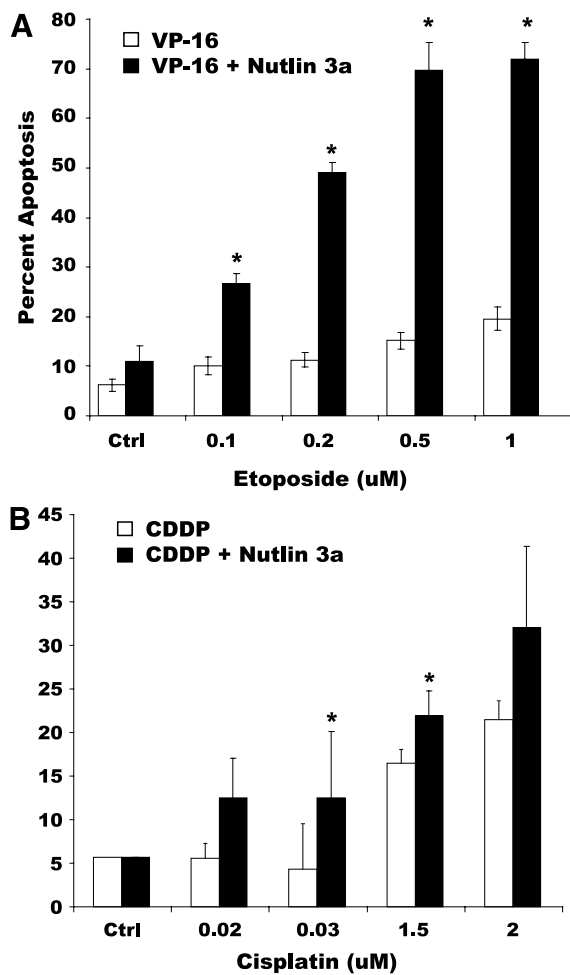 A
VP-16
VP-16 + Nutlin 3a
Percent Apoptosis
80
70
60
50
40
30
20
10
0
*
*
*
*
Ctrl 0.1 0.2 0.5 1
Etoposide (uM)
B
CDDP
CDDP + Nutlin 3a
45
40
35
30
25
20
15
10
5
0
*
*
Ctrl 0.02 0.03 1.5 2
Cisplatin (uM)